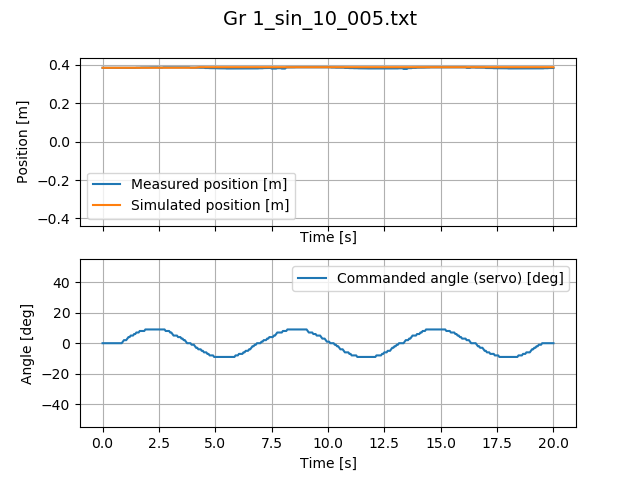 Gr 1_sin_10_005.txt
0.4
0.2
0.0
−0.2
−0.4
Position [m]
Measured position [m]
Simulated position [m]
Time [s]
40
20
0
−20
−40
Angle [deg]
Commanded angle (servo) [deg]
0.0 2.5 5.0 7.5 10.0 12.5 15.0 17.5 20.0
Time [s]